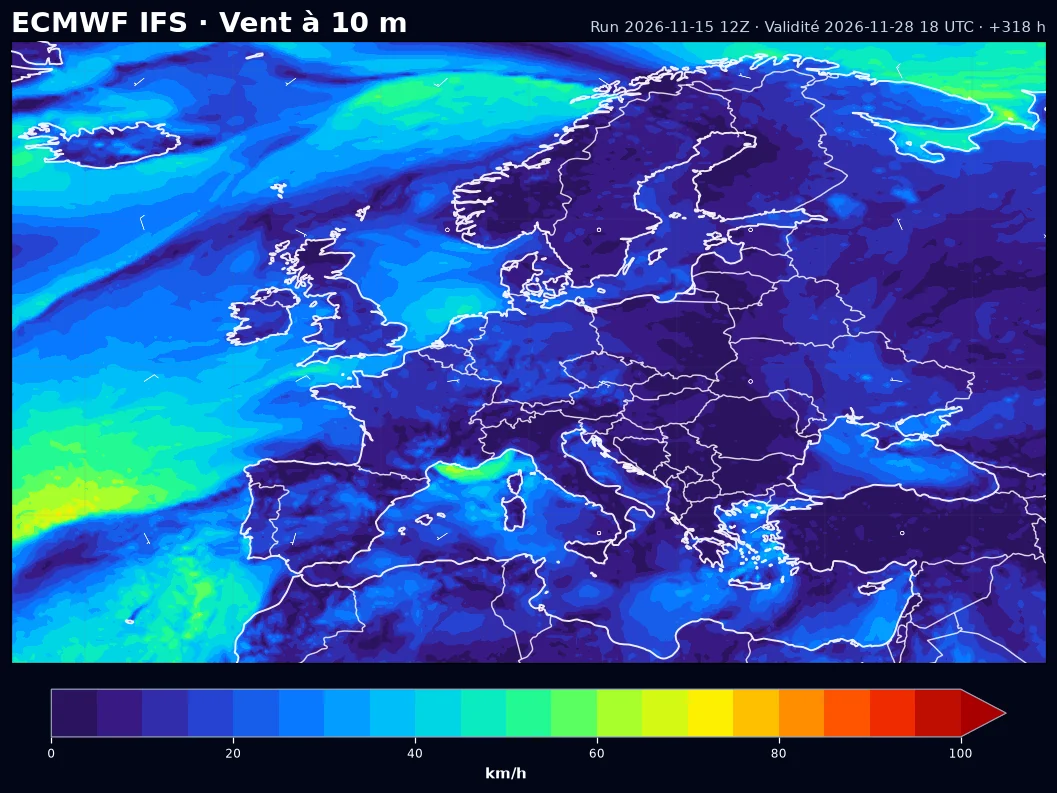 ECMWF IFS · Vent à 10 m
Run 2026-11-15 12Z · Validité 2026-11-28 18 UTC · +318 h
0 20 40 60 80 100
km/h